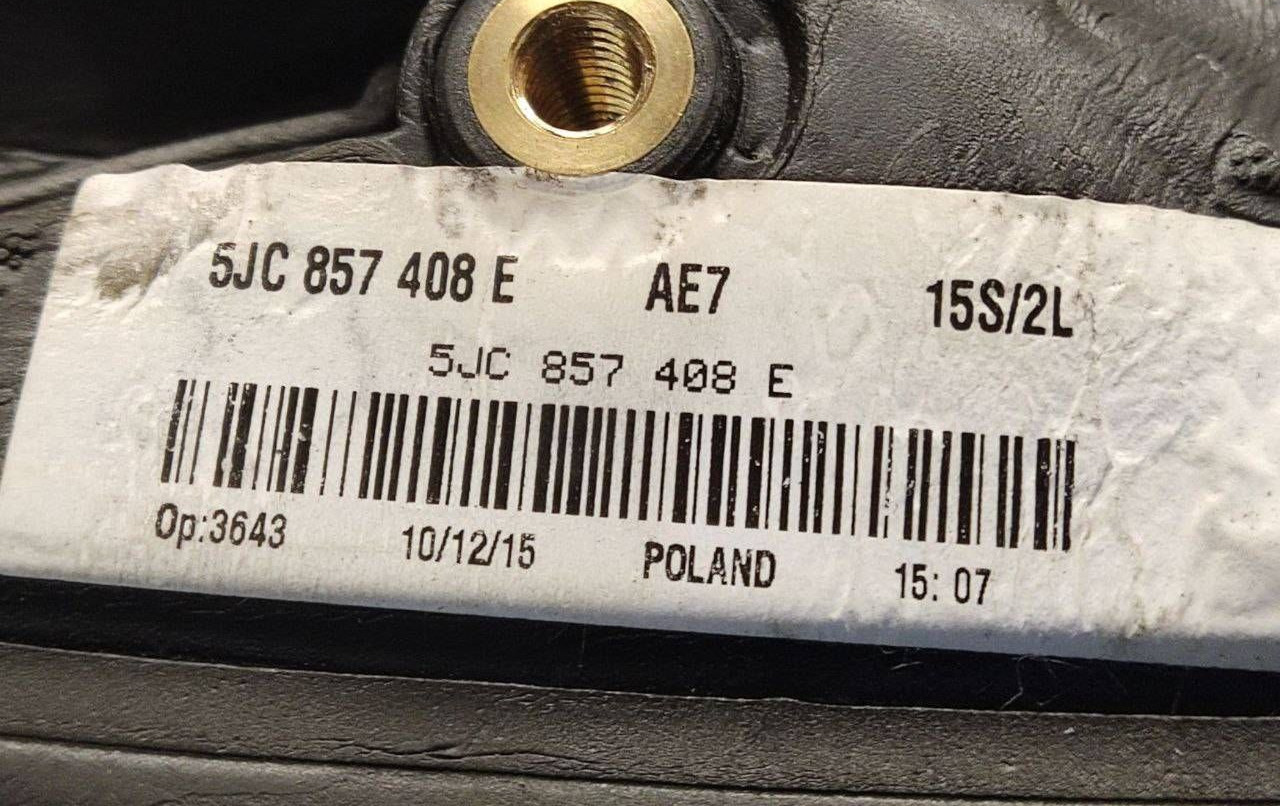 5JC 857 408 E AE7 15S/2L
5JC 857 408 E
Op:3643 10/12/15 POLAND 15: 07